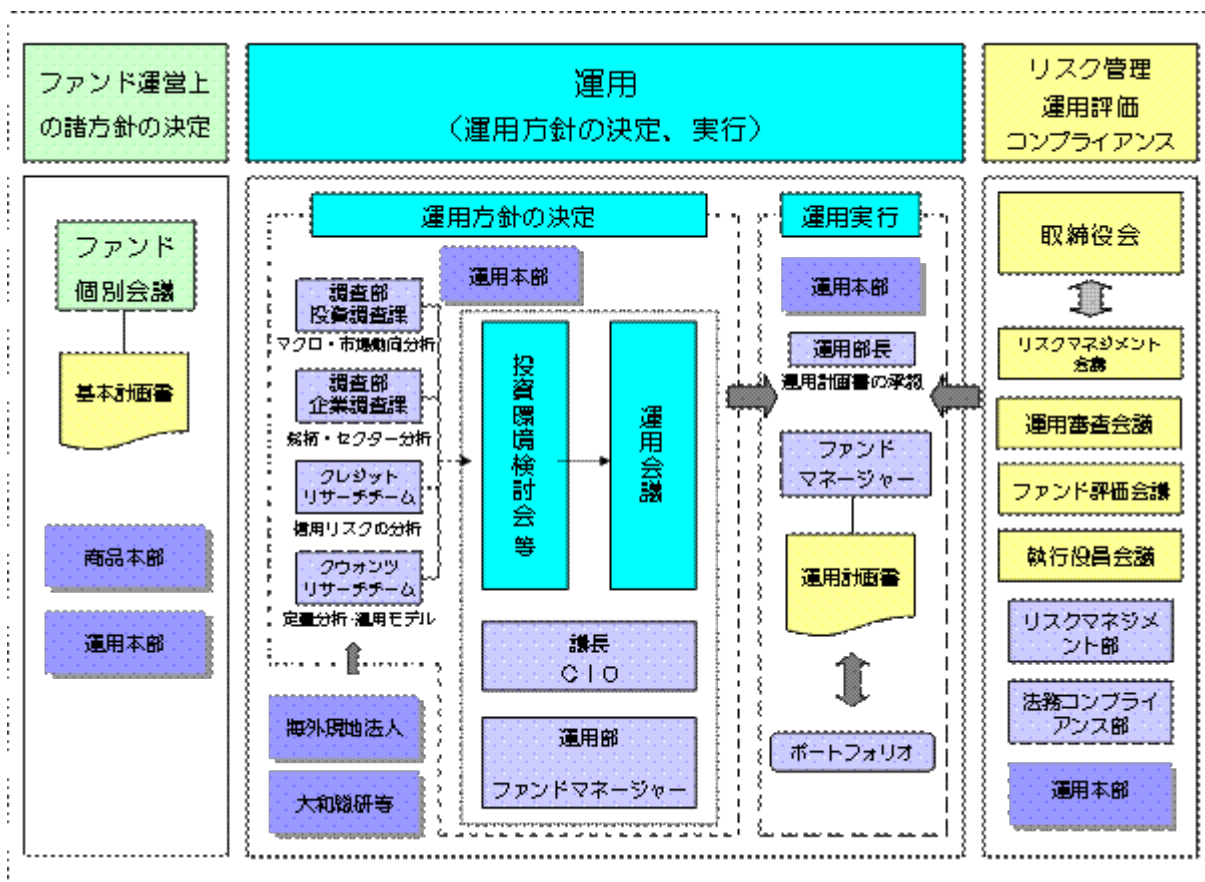 ファンド運営上
の諸方針の決定
運用
（運用方針の決定、実行）
リスク管理
運用評価
コンプライアンス
ファンド
個別会議
基本計画書
商品本部
運用本部
運用方針の決定
運用本部
調査部
投資調査課
マクロ・市場動向分析
調査部
企業調査課
銘柄・セクター分析
クレジット
リサーチチーム
信用リスクの分析
クウォンツ
リサーチチーム
定量分析・運用モデル
海外現地法人
大和総研等
投資環境検討会等
運用会議
議長
ＣＩＯ
運用部
ファンドマネージャー
運用実行
運用本部
運用部長
運用計画書の承認
ファンド
マネージャー
運用計画書
ポートフォリオ
取締役会
リスクマネジメント
会議
運用審査会議
ファンド評価会議
執行役員会議
リスクマネジメ
ント部
法務コンプライ
アンス部
運用本部